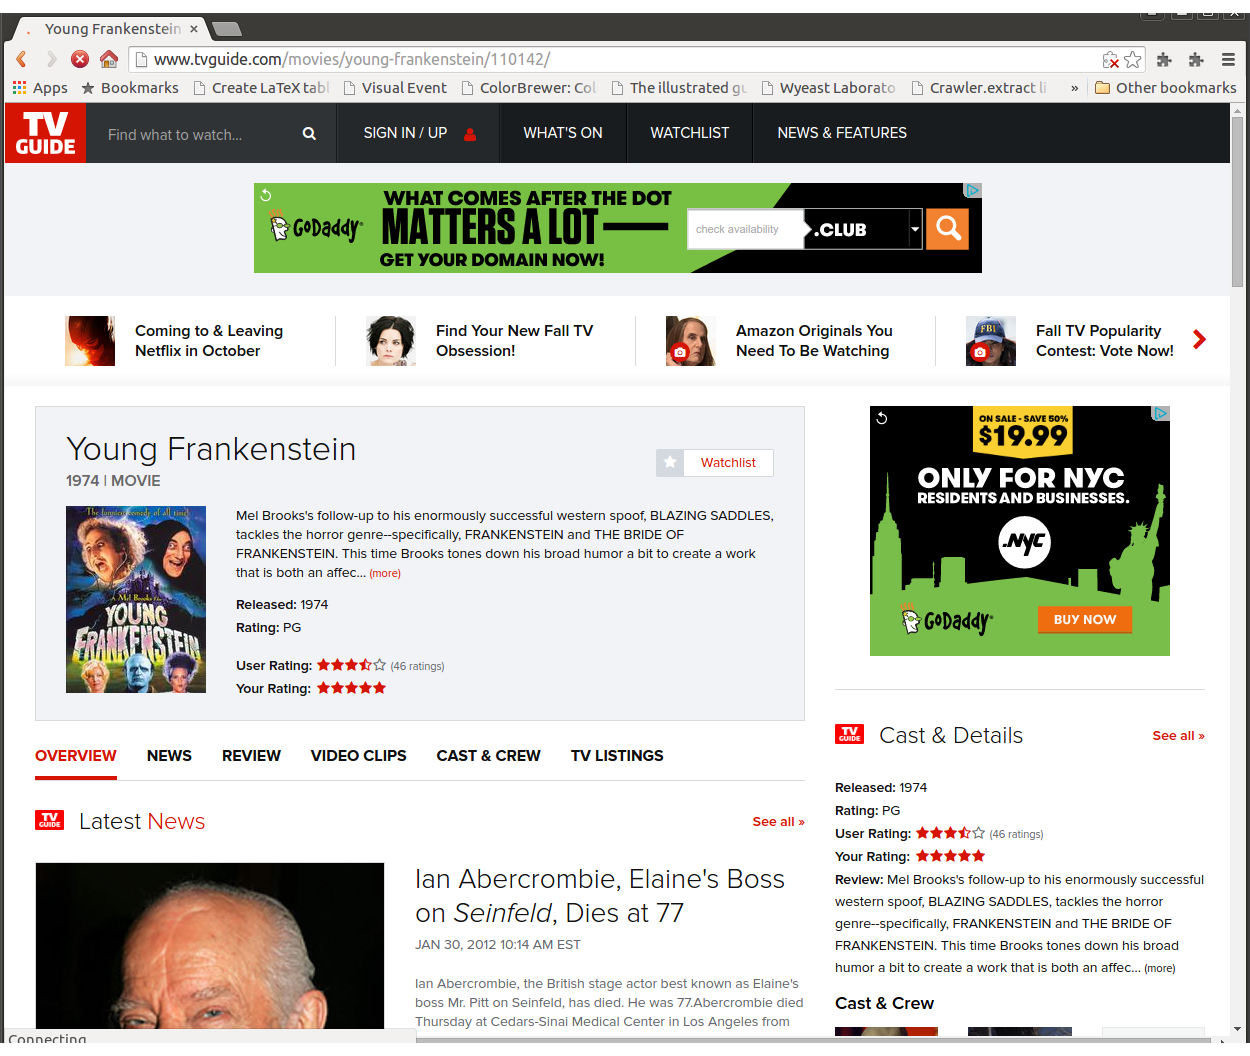 Young Frankenstein
www.tvguide.com/movies/young-frankenstein/110142/
Apps Bookmarks Create LaTeX tabl Visual Event ColorBrewer: Col The illustrated gu Wyeast Laborato Crawler.extract li » Other bookmarks
TV
GUIDE
Find what to watch...
SIGN IN / UP
WHAT'S ON
WATCHLIST
NEWS & FEATURES
GoDaddy
WHAT COMES AFTER THE DOT
MATTERS A LOT
GET YOUR DOMAIN NOW!
check availability
.CLUB
Coming to & Leaving
Netflix in October
Find Your New Fall TV
Obsession!
Amazon Originals You
Need To Be Watching
FBI
Fall TV Popularity
Contest: Vote Now!
Young Frankenstein
1974 | MOVIE
Watchlist
The funniest comedy of all time!
A Mel Brooks Film
YOUNG
FRANKENSTEIN
Mel Brooks's follow-up to his enormously successful western spoof, BLAZING SADDLES,
tackles the horror genre--specifically, FRANKENSTEIN and THE BRIDE OF
FRANKENSTEIN. This time Brooks tones down his broad humor a bit to create a work
that is both an affec... (more)
Released: 1974
Rating: PG
User Rating: (46 ratings)
Your Rating:
ON SALE - SAVE 50%
$19.99
ONLY FOR NYC
RESIDENTS AND BUSINESSES.
.NYC
GoDaddy
BUY NOW
OVERVIEW NEWS REVIEW VIDEO CLIPS CAST & CREW TV LISTINGS
TV
GUIDE
Latest News
See all »
Ian Abercrombie, Elaine's Boss
on Seinfeld, Dies at 77
JAN 30, 2012 10:14 AM EST
Ian Abercrombie, the British stage actor best known as Elaine's
boss Mr. Pitt on Seinfeld, has died. He was 77.Abercrombie died
Thursday at Cedars-Sinai Medical Center in Los Angeles from
TV
GUIDE
Cast & Details
See all »
Released: 1974
Rating: PG
User Rating: (46 ratings)
Your Rating:
Review: Mel Brooks's follow-up to his enormously successful
western spoof, BLAZING SADDLES, tackles the horror
genre--specifically, FRANKENSTEIN and THE BRIDE OF
FRANKENSTEIN. This time Brooks tones down his broad
humor a bit to create a work that is both an affec... (more)
Cast & Crew
Connecting